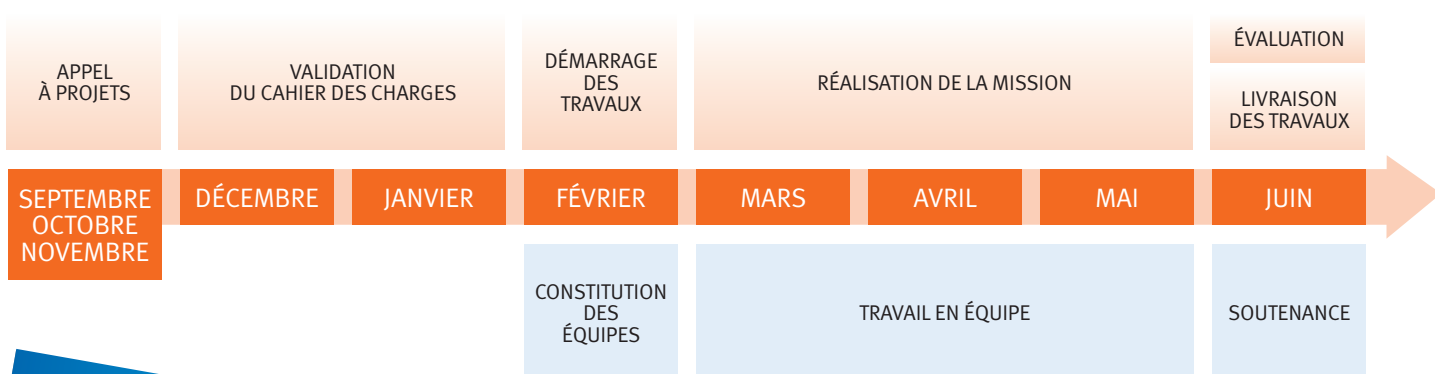 APPEL
À PROJETS
VALIDATION
DU CAHIER DES CHARGES
DÉMARRAGE
DES
TRAVAUX
RÉALISATION DE LA MISSION
ÉVALUATION
LIVRAISON
DES TRAVAUX
SEPTEMBRE
OCTOBRE
NOVEMBRE
DÉCEMBRE
JANVIER
FÉVRIER
MARS
AVRIL
MAI
JUIN
CONSTITUTION
DES
ÉQUIPES
TRAVAIL EN ÉQUIPE
SOUTENANCE